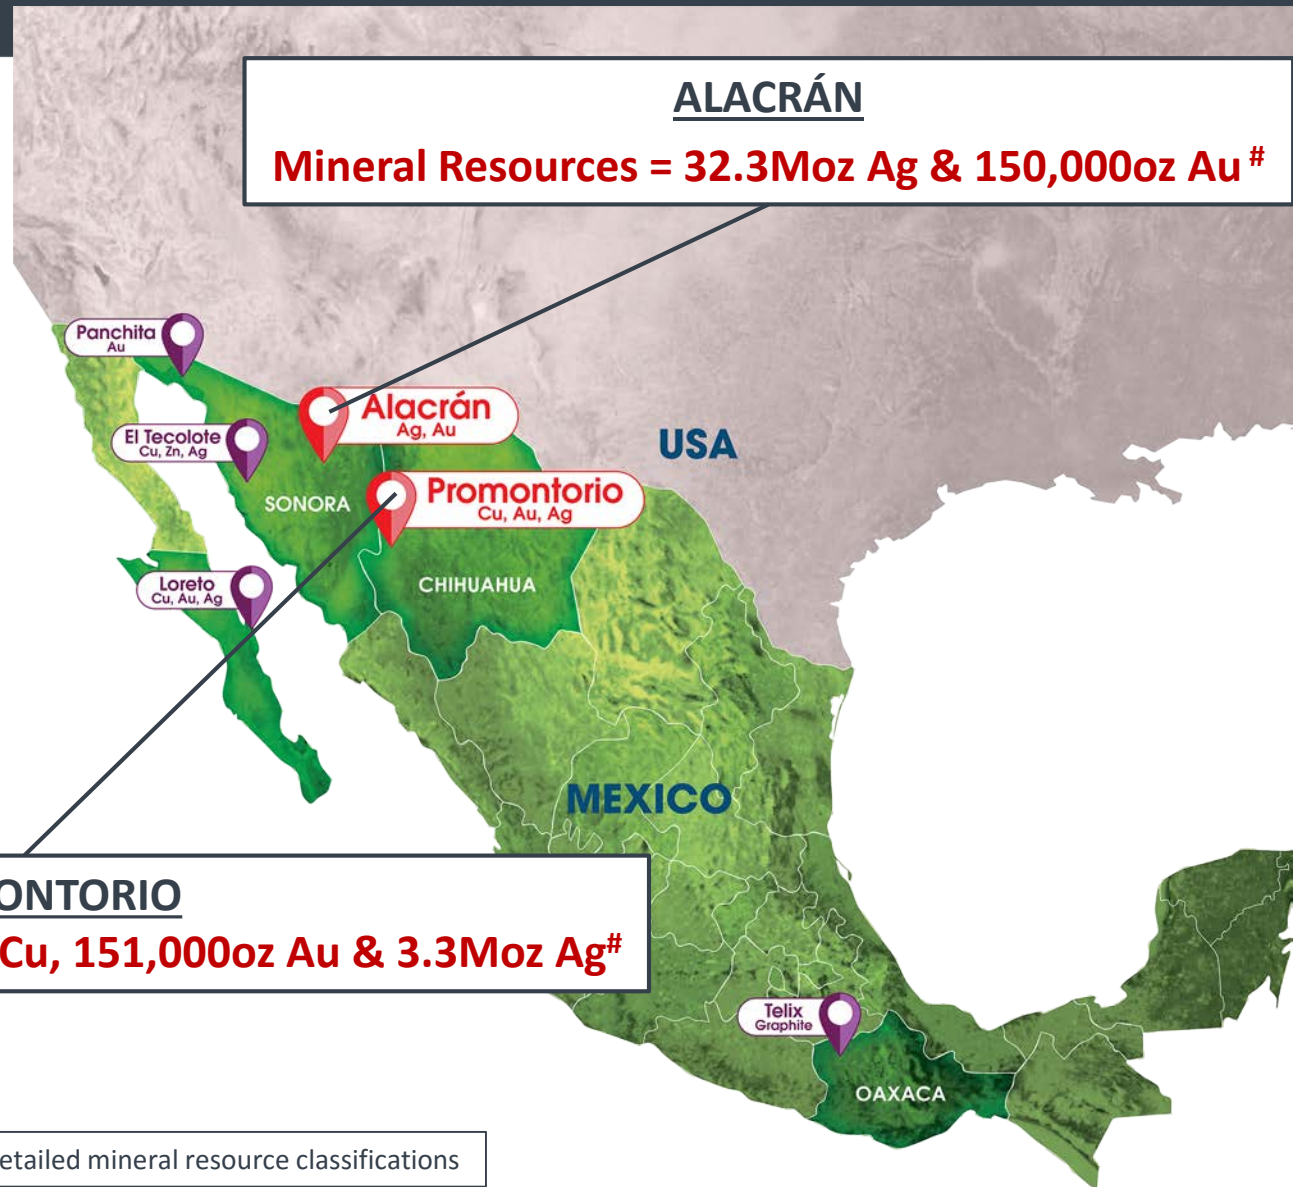 ALACRÁN
Mineral Resources = 32.3Moz Ag & 150,000oz Au #
Panchita
Au
Alacrán
Ag, Au
El Tecolote
Cu, Zn, Ag
USA
SONORA
Promontorio
Cu, Au, Ag
Loreto
Cu, Au, Ag
CHIHUAHUA
MEXICO
ONTORIO
Cu, 151,000oz Au & 3.3Moz Ag#
Telix
Graphite
OAXACA
etailed mineral resource classifications